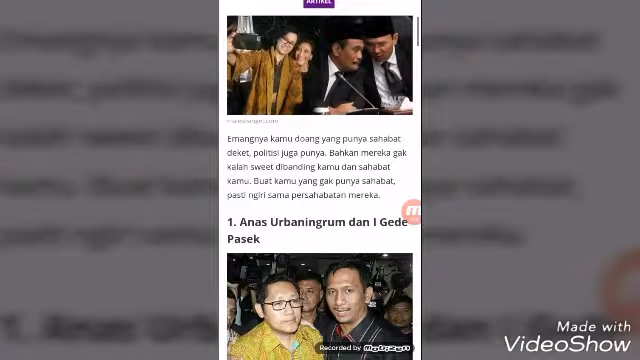 ARTIKEL
malesbanget.com
Emangnya kamu doang yang punya sahabat
deket, politisi juga punya. Bahkan mereka gak
kalah sweet dibanding kamu dan sahabat
kamu. Buat kamu yang gak punya sahabat,
pasti ngiri sama persahabatan mereka.
1. Anas Urbaningrum dan I Gede
Pasek
Recorded by
Made with
VideoShow